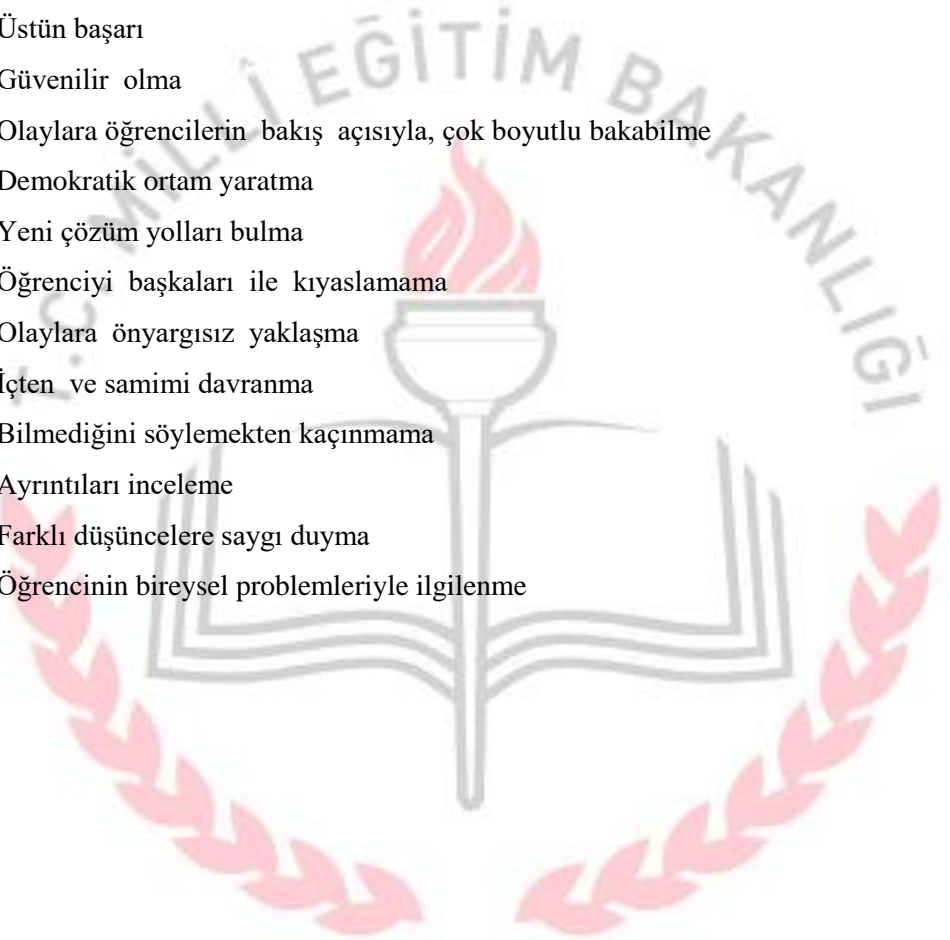 Üstün başarı
Güvenilir olma
Olaylara öğrencilerin bakış açısıyla, çok boyutlu bakabilme
Demokratik ortam yaratma
Yeni çözüm yolları bulma
Öğrenciyi başkaları ile kıyaslamama
Olaylara önyargısız yaklaşma
İçten ve samimi davranma
Bilmediğini söylemekten kaçınmama
Ayrıntıları inceleme
Farklı düşüncelere saygı duyma
Öğrencinin bireysel problemleriyle ilgilenme
T.C. MİLLÎ EĞİTİM BAKANLIĞI